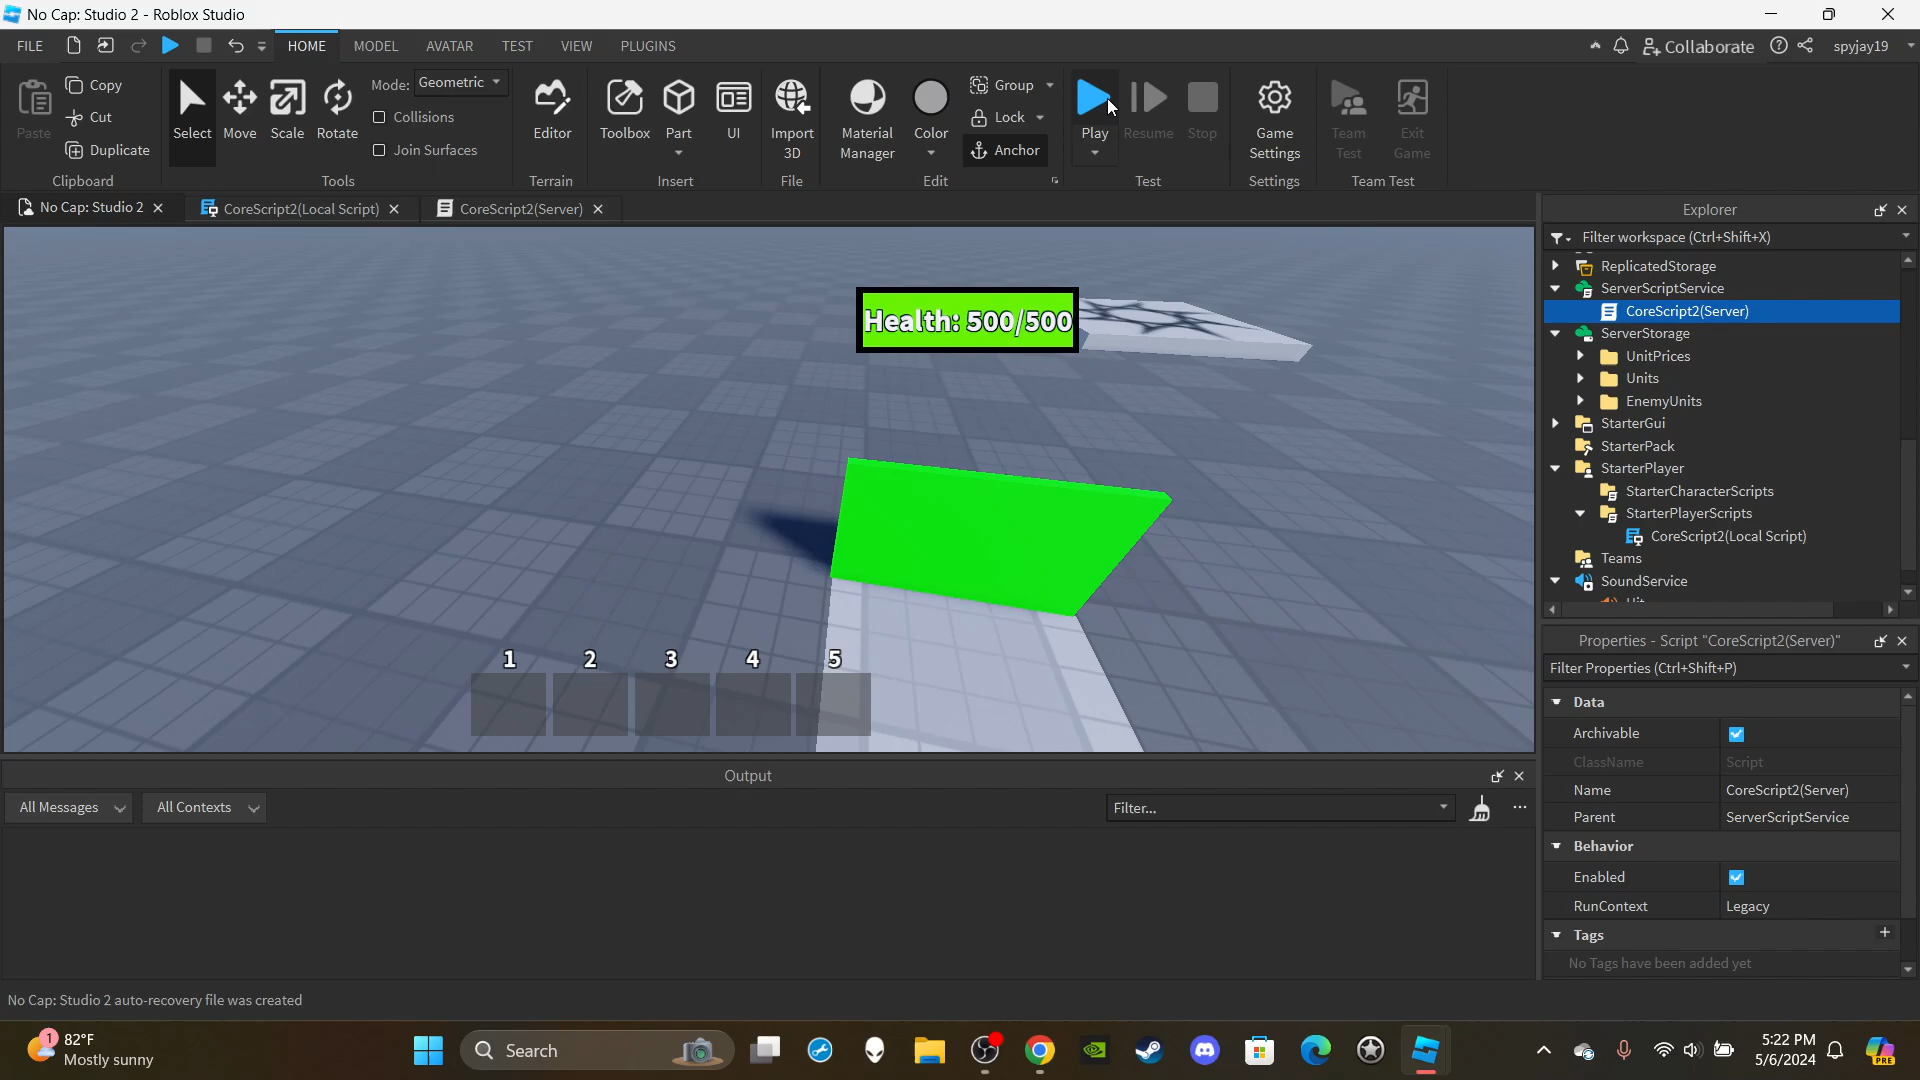 No Cap: Studio 2 - Roblox Studio
FILE HOME MODEL AVATAR TEST VIEW PLUGINS Collaborate spyjay19
Paste Copy Cut Duplicate Clipboard
Select Move Scale Rotate Mode: Geometric Collisions Join Surfaces Tools
Editor Terrain
Toolbox Part UI Insert
Import 3D File
Material Manager Color Group Lock Anchor Edit
Play Resume Stop Test
Game Settings Settings
Team Test Exit Game Team Test
No Cap: Studio 2 CoreScript2(Local Script) CoreScript2(Server)
Health: 500/500
1 2 3 4 5
Explorer
Filter workspace (Ctrl+Shift+X)
ReplicatedStorage
ServerScriptService
CoreScript2(Server)
ServerStorage
UnitPrices
Units
EnemyUnits
StarterGui
StarterPack
StarterPlayer
StarterCharacterScripts
StarterPlayerScripts
CoreScript2(Local Script)
Teams
SoundService
Properties - Script "CoreScript2(Server)"
Filter Properties (Ctrl+Shift+P)
Data
Archivable
ClassName Script
Name CoreScript2(Server)
Parent ServerScriptService
Behavior
Enabled
RunContext Legacy
Tags +
No Tags have been added yet
Output
All Messages All Contexts Filter...
No Cap: Studio 2 auto-recovery file was created
1 82°F
Mostly sunny
Search
PRE
5:22 PM
5/6/2024